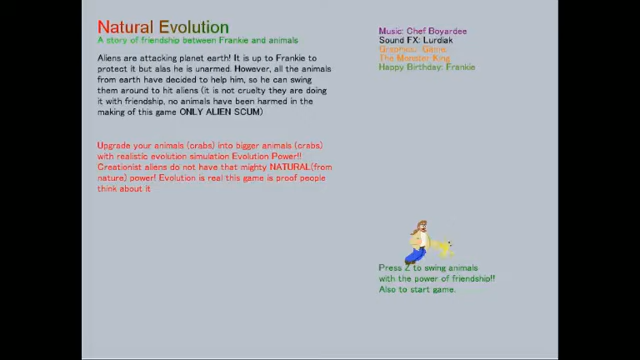 Natural Evolution
A story of friendship between Frankie and animals
Aliens are attacking planet earth! It is up to Frankie to
protect it but alas he is unarmed. However, all the animals
from earth have decided to help him, so he can swing
them around to hit aliens (it is not cruelty they are doing
it with friendship, no animals have been harmed in the
making of this game ONLY ALIEN SCUM)
Upgrade your animals (crabs) into bigger animals (crabs)
with realistic evolution simulation Evolution Power!!
Creationist aliens do not have that mighty NATURAL(from
nature) power! Evolution is real this game is proof people
think about it
Music: Chef Boyardee
Sound FX: Lurdiak
Graphics: Game
The Monster King
Happy Birthday: Frankie
Press Z to swing animals
with the power of friendship!!
Also to start game.